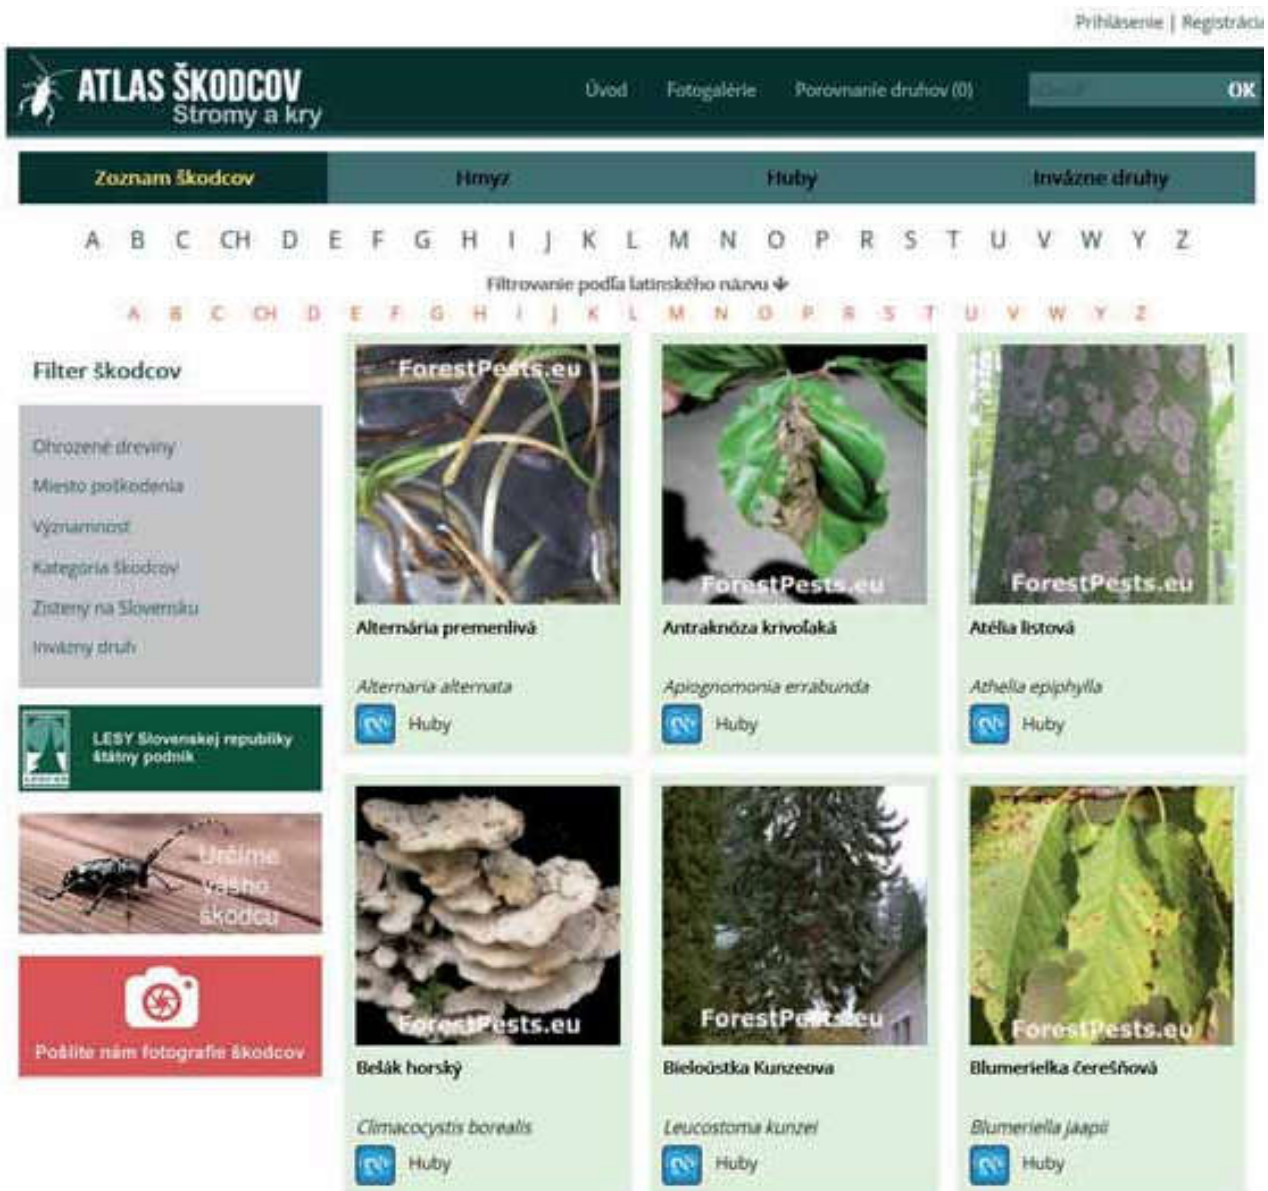 Prihlásenie | Registrácia
ATLAS ŠKODCOV
Stromy a kry
Úvod Fotogalérie Porovnanie druhov (0) OK
Zoznam škodcov Hmyz Huby Invázne druhy
A B C CH D E F G H I J K L M N O P R S T U V W Y Z
Filtrovanie podľa latinského názvu
A B C CH D E F G H I J K L M N O P R S T U V W Y Z
Filter škodcov
Ohrozené dreviny
Miesto poškodenia
Významnosť
Kategória škodcov
Zistený na Slovensku
Invázny druh
LESY Slovenskej republiky
štátny podnik
Určíme
vášho
škodcu
Pošlite nám fotografie škodcov
ForestPests.eu
Alternária premenlivá
Alternaria alternata
Huby
ForestPests.eu
Antraknóza krivoľaká
Apiognomonia errabunda
Huby
ForestPests.eu
Atélia listová
Athelia epiphylla
Huby
ForestPests.eu
Belák horský
Climacocystis borealis
Huby
ForestPests.eu
Bieloústka Kunzeova
Leucostoma kunzei
Huby
ForestPests.eu
Blumerielka čerešňová
Blumeriella jaapii
Huby